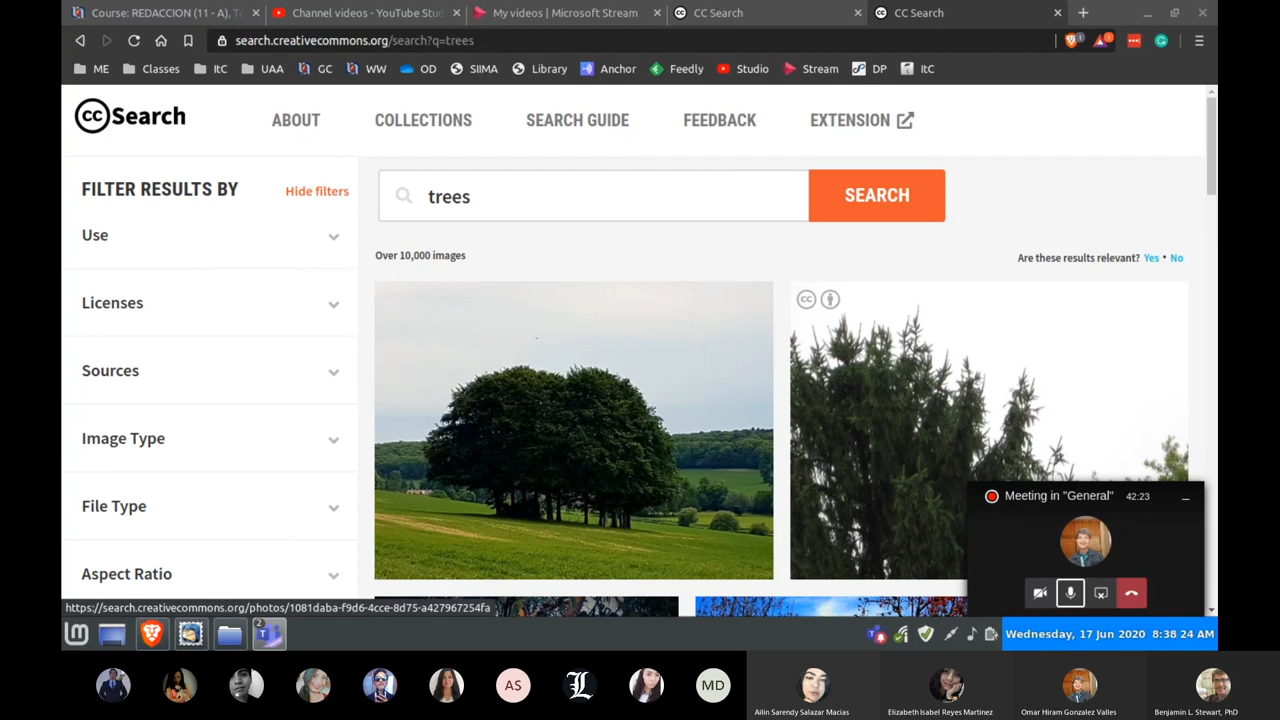 Course: REDACCION (11 - A), T
Channel videos - YouTube Stu
My videos | Microsoft Stream
CC Search
CC Search
search.creativecommons.org/search?q=trees
ME
Classes
ItC
UAA
GC
WW
OD
SIIMA
Library
Anchor
Feedly
Studio
Stream
DP
ItC
CC Search
ABOUT
COLLECTIONS
SEARCH GUIDE
FEEDBACK
EXTENSION
FILTER RESULTS BY
Hide filters
trees
SEARCH
Use
Over 10,000 images
Are these results relevant? Yes • No
Licenses
Sources
Image Type
File Type
Aspect Ratio
Meeting in "General"
42:23
https://search.creativecommons.org/photos/1081daba-f9d6-4cce-8d75-a427967254fa
Wednesday, 17 Jun 2020 8:38:24 AM
AS
L
MD
Ailin Sarendy Salazar Macias
Elizabeth Isabel Reyes Martinez
Omar Hiram Gonzalez Valles
Benjamin L. Stewart, PhD